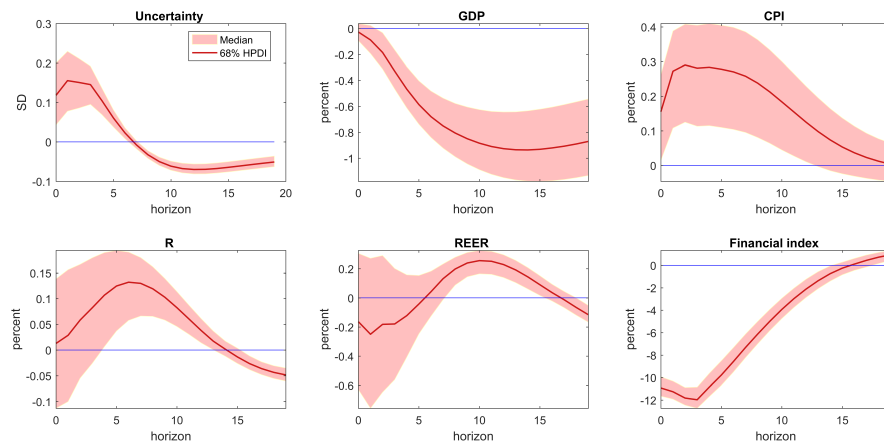 Uncertainty
0.3
0.2
0.1
0
-0.1
SD
0 5 10 15 20
horizon
Median
68% HPDI
GDP
0
-0.2
-0.4
-0.6
-0.8
-1
percent
0 5 10 15
horizon
CPI
0.4
0.3
0.2
0.1
0
percent
0 5 10 15
horizon
R
0.15
0.1
0.05
0
-0.05
-0.1
percent
0 5 10 15
horizon
REER
0.2
0
-0.2
-0.4
-0.6
percent
0 5 10 15
horizon
Financial index
0
-2
-4
-6
-8
-10
-12
percent
0 5 10 15
horizon